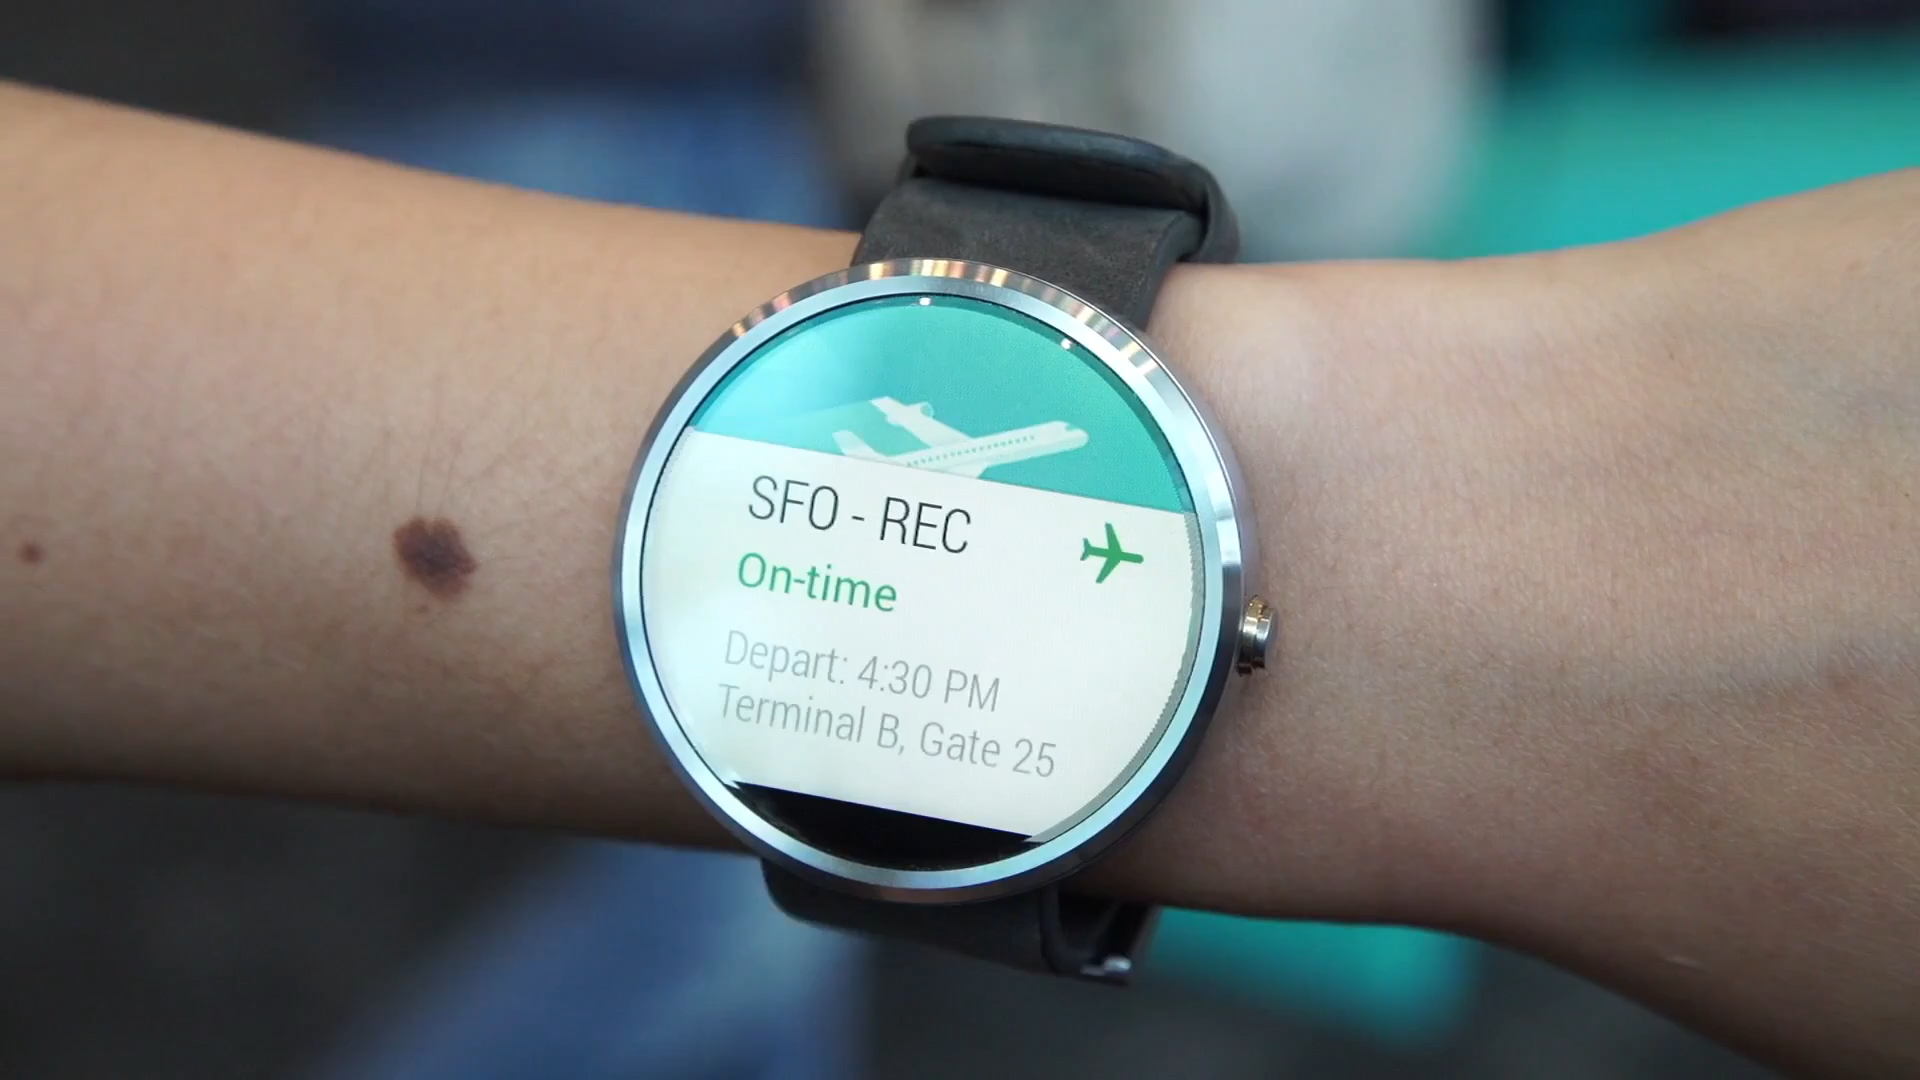 SFO - REC
On-time
Depart: 4:30 PM
Terminal B, Gate 25